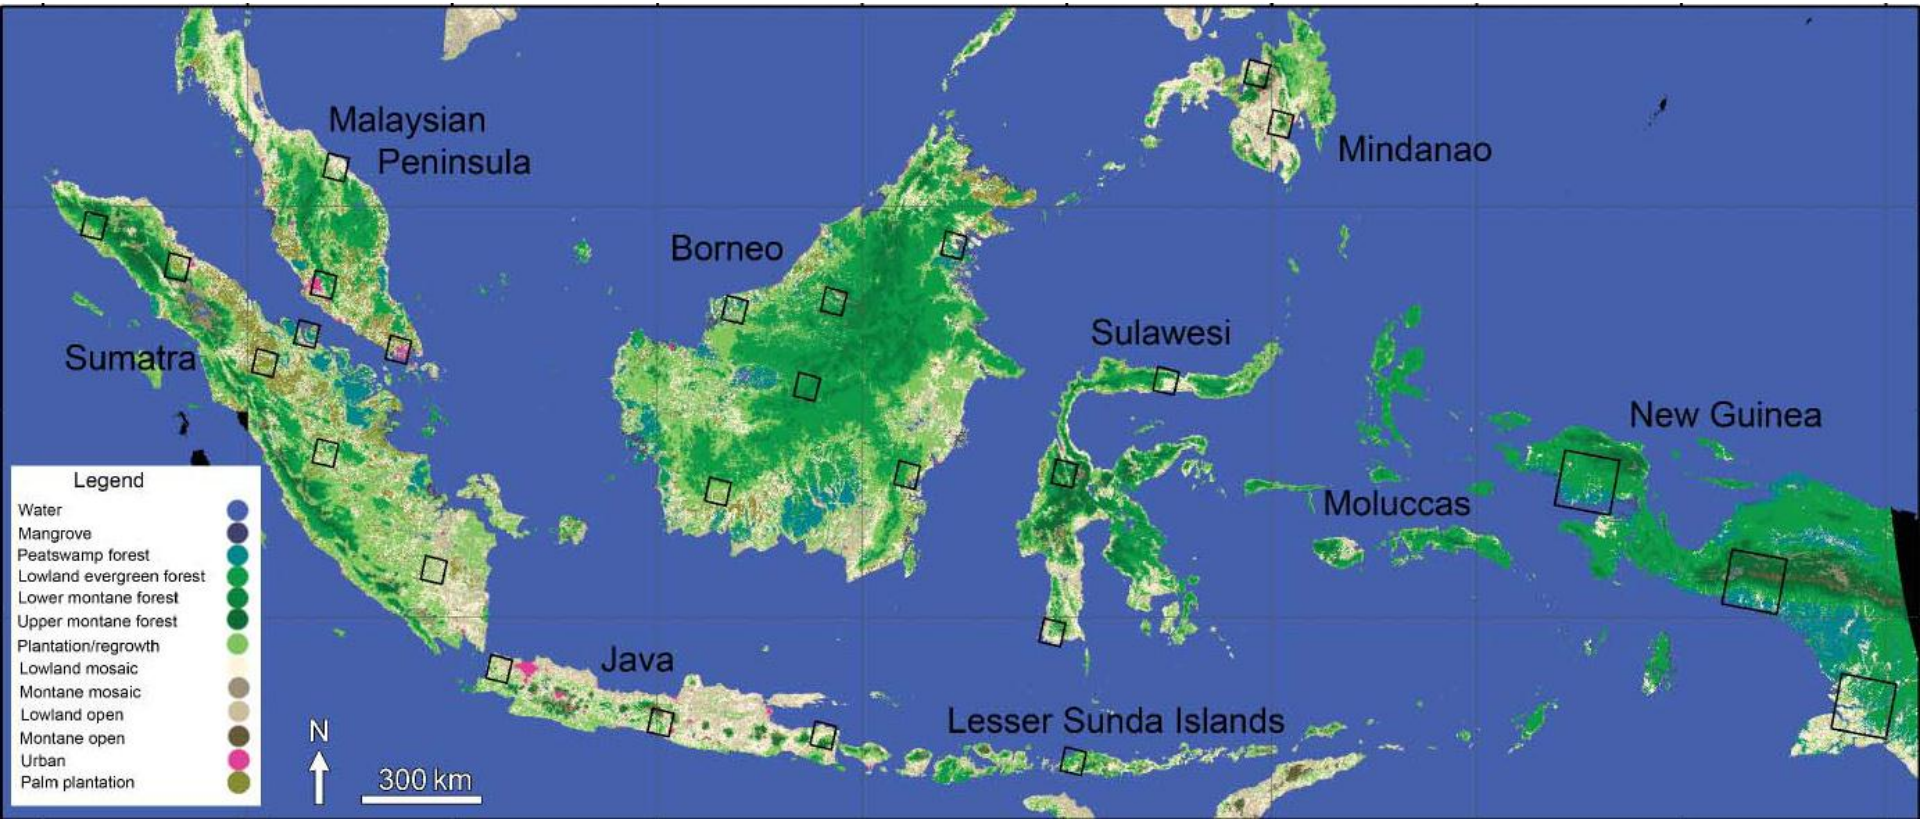 Malaysian
Peninsula
Mindanao
Borneo
Sumatra
Sulawesi
New Guinea
Moluccas
Java
Lesser Sunda Islands
Legend
Water
Mangrove
Peatswamp forest
Lowland evergreen forest
Lower montane forest
Upper montane forest
Plantation/regrowth
Lowland mosaic
Montane mosaic
Lowland open
Montane open
Urban
Palm plantation
N
300 km